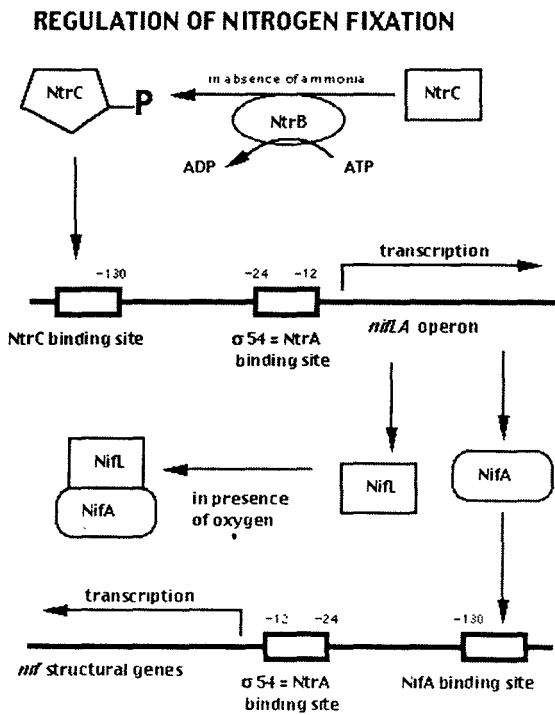 REGULATION OF NITROGEN FIXATION
NtrC
P
in absence of ammonia
NtrC
NtrB
ADP
ATP
-130
-24
-12
transcription
NtrC binding site
σ54 = NtrA
binding site
nifLA operon
NifL
NifA
in presence
of oxygen
NifL
NifA
transcription
-12
-24
-130
nif structural genes
σ54 = NtrA
binding site
NifA binding site